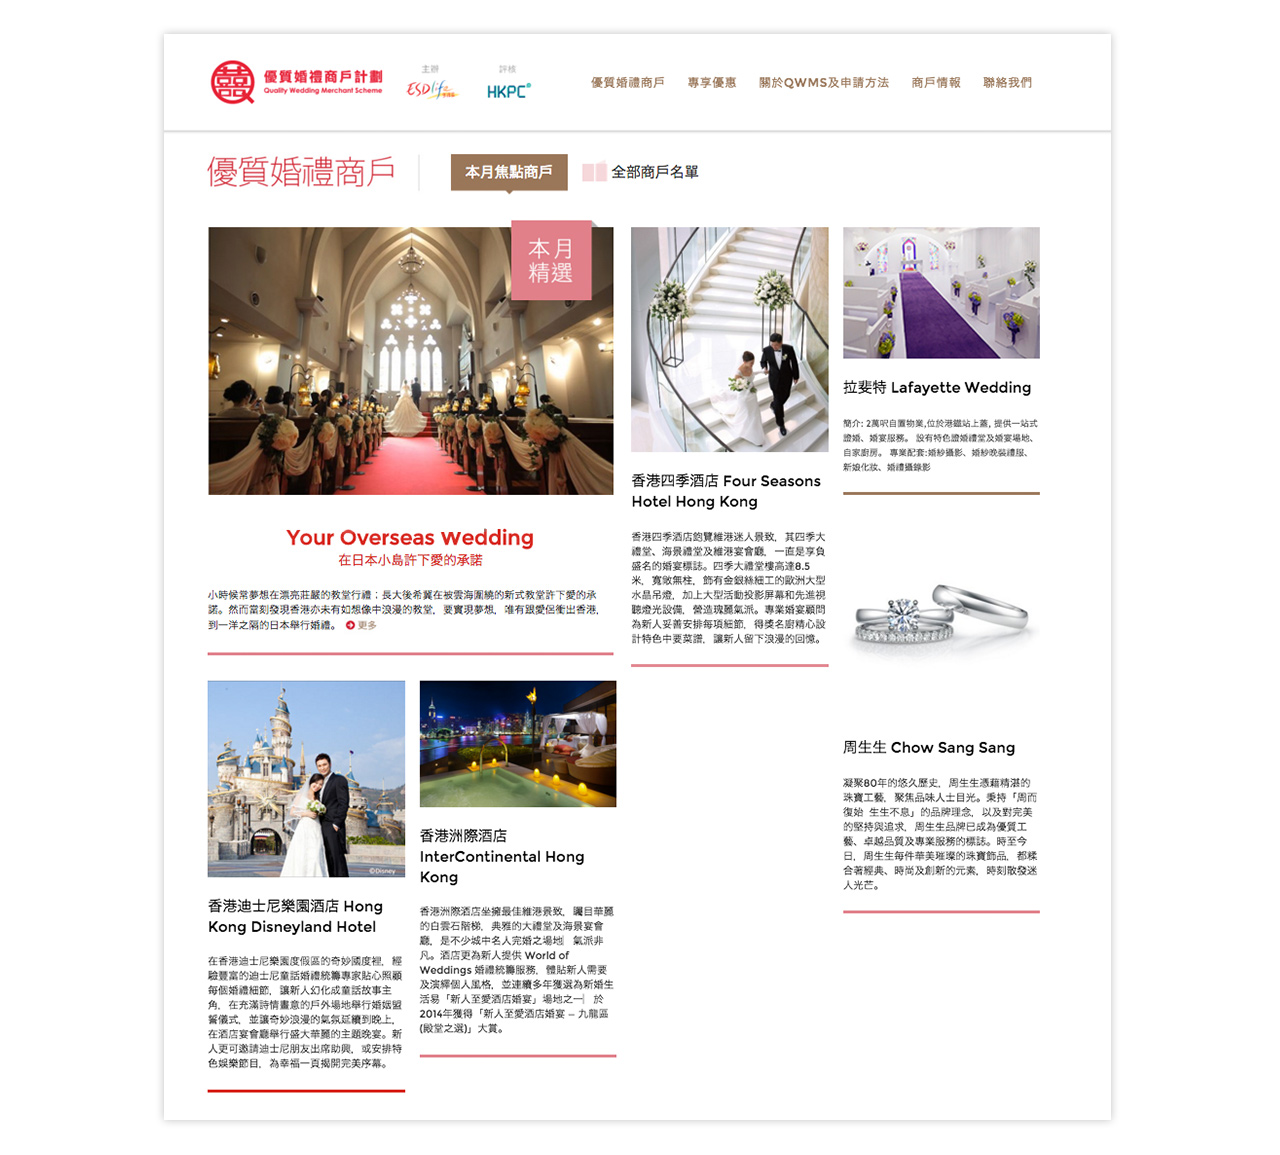 優質婚禮商戶計劃
Quality Wedding Merchant Scheme
主辦
ESDlife
評核
HKPC
優質婚禮商戶
專享優惠
關於QWMS及申請方法
商戶情報
聯絡我們
優質婚禮商戶
本月焦點商戶
全部商戶名單
本月
精選
Your Overseas Wedding
在日本小島許下愛的承諾
小時候常夢想在漂亮莊嚴的教堂行禮；長大後希冀在被雲海圍繞的新式教堂許下愛的承
諾。然而當刻發現香港亦未有如想像中浪漫的教堂，要實現夢想，唯有跟愛侶衝出香港，
到一洋之隔的日本舉行婚禮。 更多
香港四季酒店 Four Seasons
Hotel Hong Kong
香港四季酒店飽覽維港迷人景致，其四季大
禮堂、海景禮堂及維港宴會廳，一直是享負
盛名的婚宴標誌。四季大禮堂樓高達8.5
米，寬敞無柱，飾有金銀絲細工的歐洲大型
水晶吊燈，加上大型活動投影屏幕和先進視
聽燈光設備，營造瑰麗氣派。專業婚宴顧問
為新人妥善安排每項細節，得獎名廚精心設
計特色中要菜譜，讓新人留下浪漫的回憶。
拉斐特 Lafayette Wedding
簡介: 2萬呎自置物業,位於港鐵站上蓋, 提供一站式
證婚、婚宴服務。 設有特色證婚禮堂及婚宴場地、
自家廚房。 專業配套:婚紗攝影、婚紗晚裝禮服、
新娘化妝、婚禮攝錄影
周生生 Chow Sang Sang
凝聚80年的悠久歷史，周生生憑藉精湛的
珠寶工藝，聚焦品味人士目光。秉持「周而
復始 生生不息」的品牌理念，以及對完美
的堅持與追求，周生生品牌已成為優質工
藝、卓越品質及專業服務的標誌。時至今
日，周生生每件華美璀璨的珠寶飾品，都糅
合著經典、時尚及創新的元素，時刻散發迷
人光芒。
©Disney
香港迪士尼樂園酒店 Hong
Kong Disneyland Hotel
在香港迪士尼樂園度假區的奇妙國度裡，經
驗豐富的迪士尼童話婚禮統籌專家貼心照顧
每個婚禮細節，讓新人幻化成童話故事主
角，在充滿詩情畫意的戶外場地舉行婚姻盟
誓儀式，並讓奇妙浪漫的氣氛延續到晚上，
在酒店宴會廳舉行盛大華麗的主題晚宴。新
人更可邀請迪士尼朋友出席助興，或安排特
色娛樂節目，為幸福一頁揭開完美序幕。
香港洲際酒店
InterContinental Hong
Kong
香港洲際酒店坐擁最佳維港景致，矚目華麗
的白雲石階梯，典雅的大禮堂及海景宴會
廳，是不少城中名人完婚之場地︳氣派非
凡。酒店更為新人提供 World of
Weddings 婚禮統籌服務，體貼新人需要
及演繹個人風格，並連續多年獲選為新婚生
活易「新人至愛酒店婚宴」場地之一︳於
2014年獲得「新人至愛酒店婚宴 – 九龍區
(殿堂之選)」大賞。